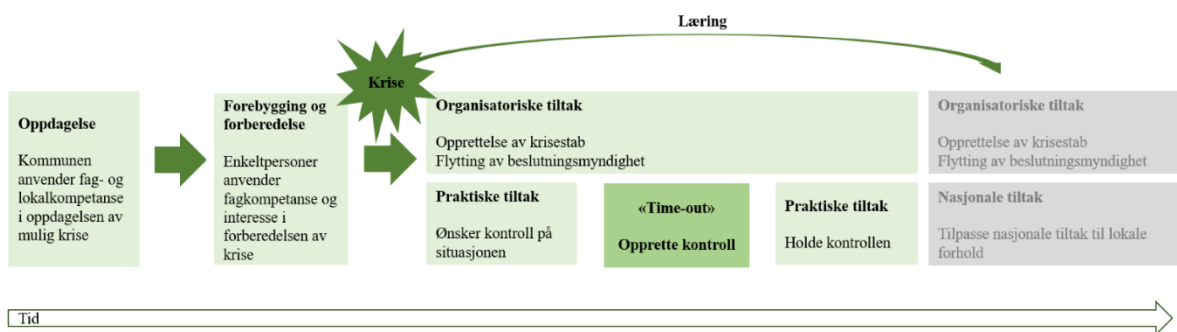 Læring
Krise
Oppdagelse
Kommunen
anvender fag- og
lokalkompetanse
i oppdagelsen av
mulig krise
Forebygging og
forberedelse
Enkeltpersoner
anvender
fagkompetanse og
interesse i
forberedelsen av
krise
Organisatoriske tiltak
Opprettelse av krisestab
Flytting av beslutningsmyndighet
Praktiske tiltak
Ønsker kontroll på
situasjonen
«Time-out»
Opprette kontroll
Praktiske tiltak
Holde kontrollen
Organisatoriske tiltak
Opprettelse av krisestab
Flytting av beslutningsmyndighet
Nasjonale tiltak
Tilpasse nasjonale tiltak til lokale
forhold
Tid